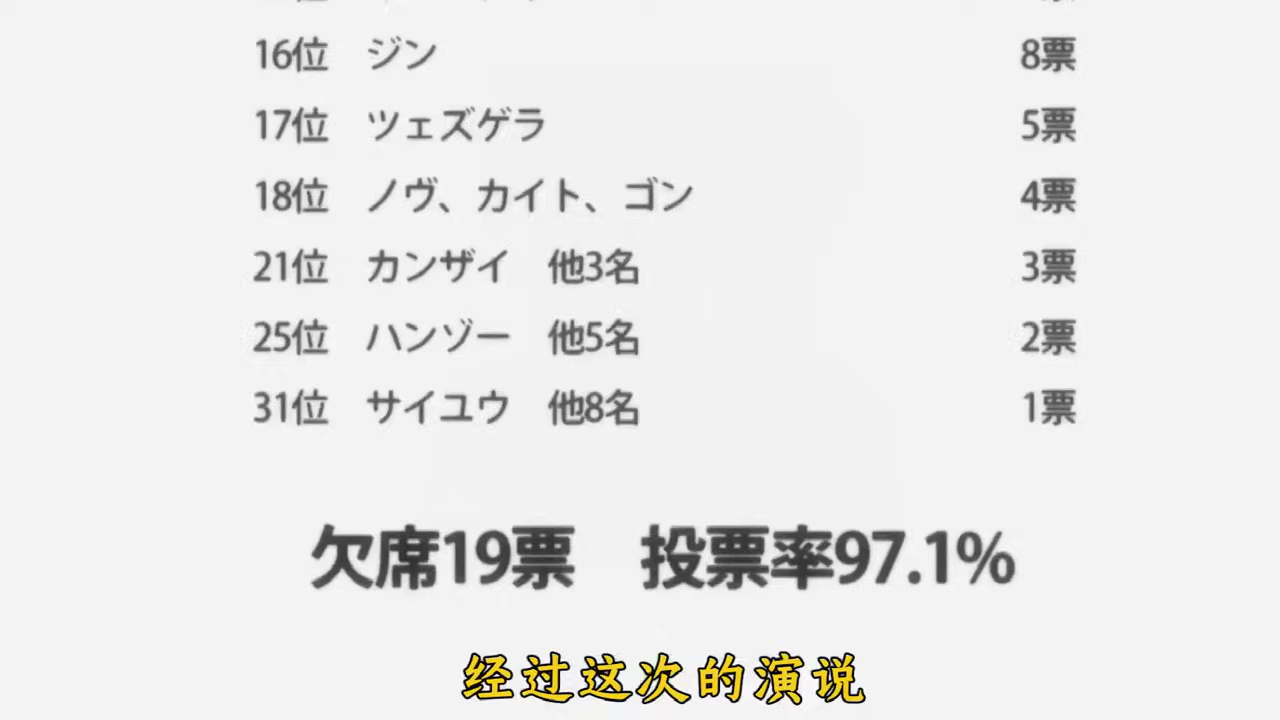 16位 ジン 8票
17位 ツェズゲラ 5票
18位 ノヴ、カイト、ゴン 4票
21位 カンザイ 他3名 3票
25位 ハンゾー 他5名 2票
31位 サイユウ 他8名 1票
欠席19票 投票率97.1%
经过这次的演说